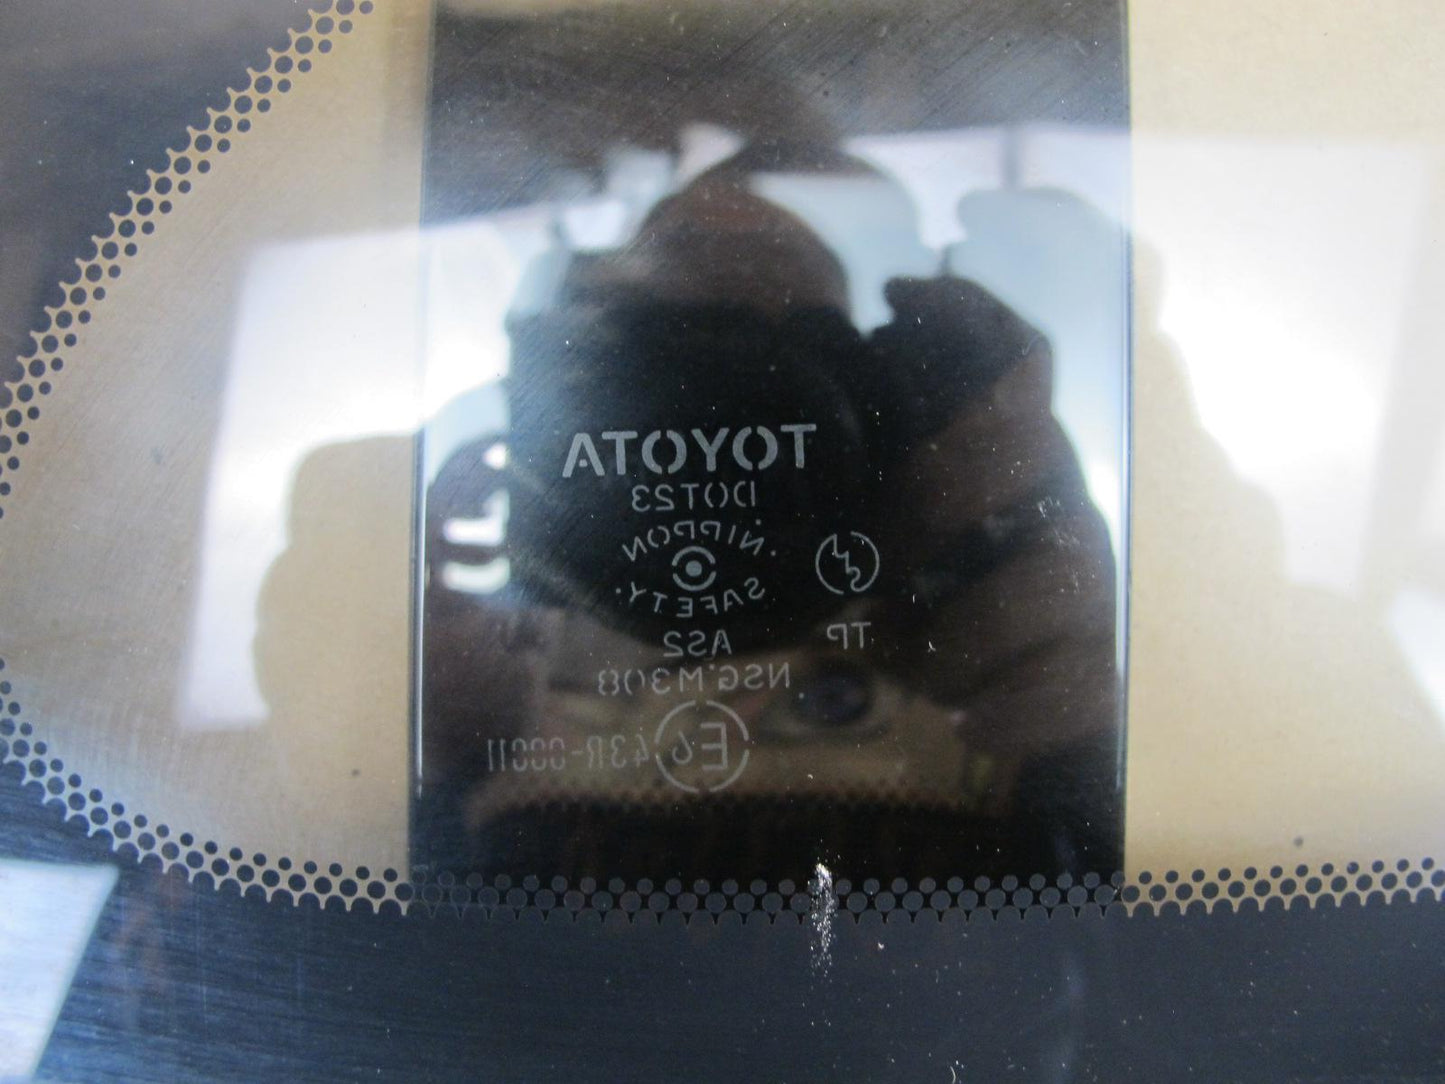 TOYOTA
DOT23
NIPPON
SAFETY
TP
AS2
NSG.M308
E6 43R-00011